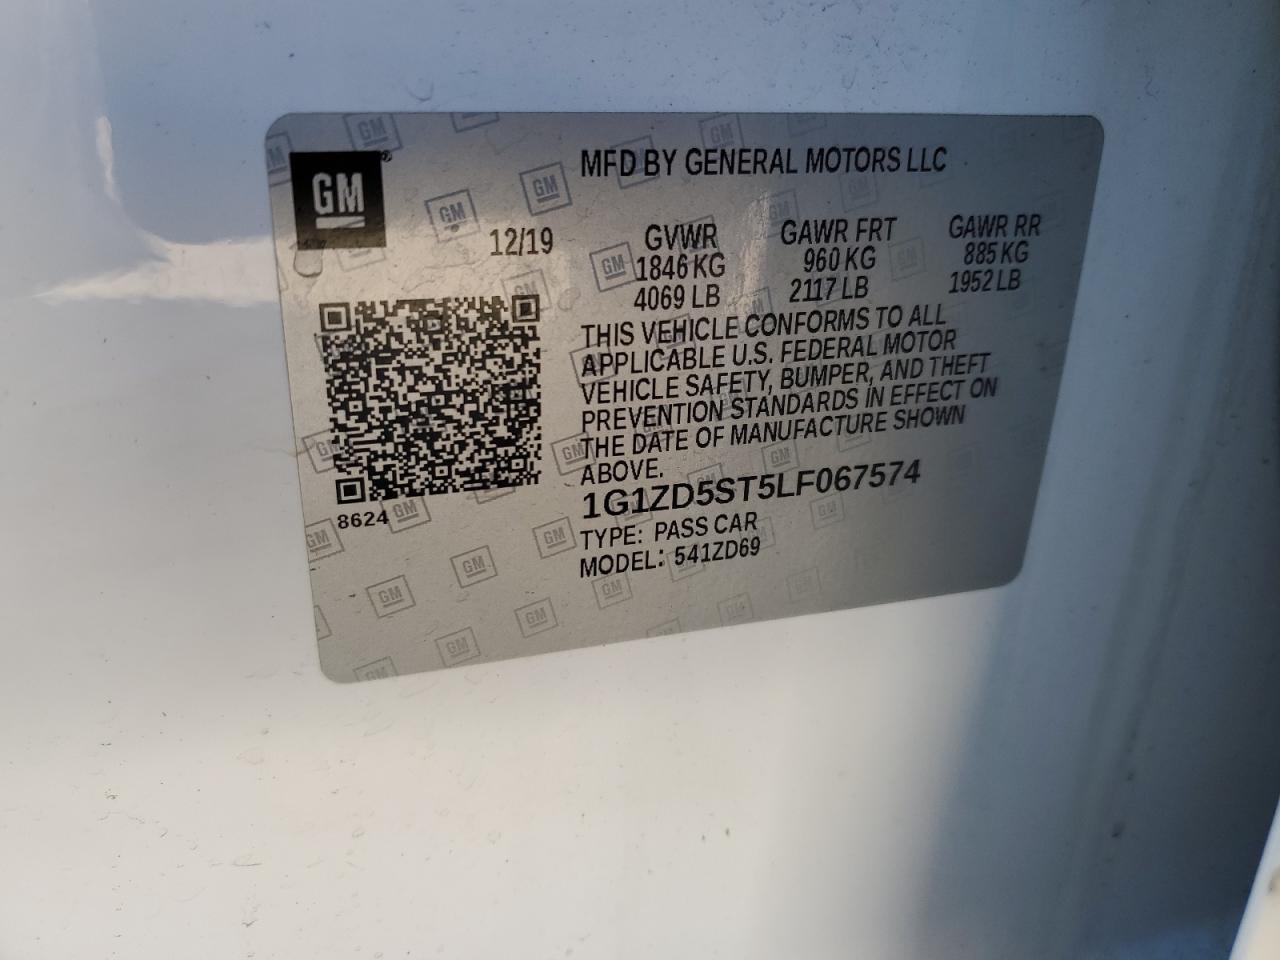 GM
MFD BY GENERAL MOTORS LLC
12/19
GVWR GAWR FRT GAWR RR
1846 KG 960 KG 885 KG
4069 LB 2117 LB 1952 LB
THIS VEHICLE CONFORMS TO ALL
APPLICABLE U.S. FEDERAL MOTOR
VEHICLE SAFETY, BUMPER, AND THEFT
PREVENTION STANDARDS IN EFFECT ON
THE DATE OF MANUFACTURE SHOWN
ABOVE.
1G1ZD5ST5LF067574
TYPE: PASS CAR
MODEL: 541ZD69
8624